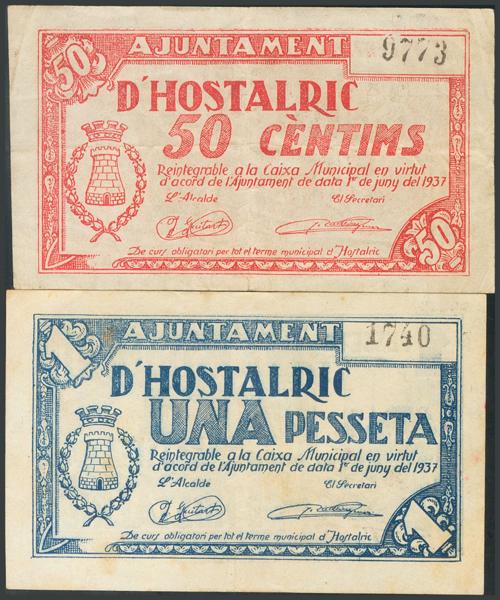 50
AJUNTAMENT 9773
D'HOSTALRIC
50 CÈNTIMS
Reintegrable a la Caixa Municipal en virtut
d'acord de l'Ajuntament de data 1er de juny del 1937
L'Alcalde El Secretari
50
De curs obligatori per tot el terme municipal d'Hostalric
1
AJUNTAMENT 1740
D'HOSTALRIC
UNA PESSETA
Reintegrable a la Caixa Municipal en virtut
d'acord de l'Ajuntament de data 1er de juny del 1937
L'Alcalde El Secretari
1
De curs obligatori per tot el terme municipal d'Hostalric